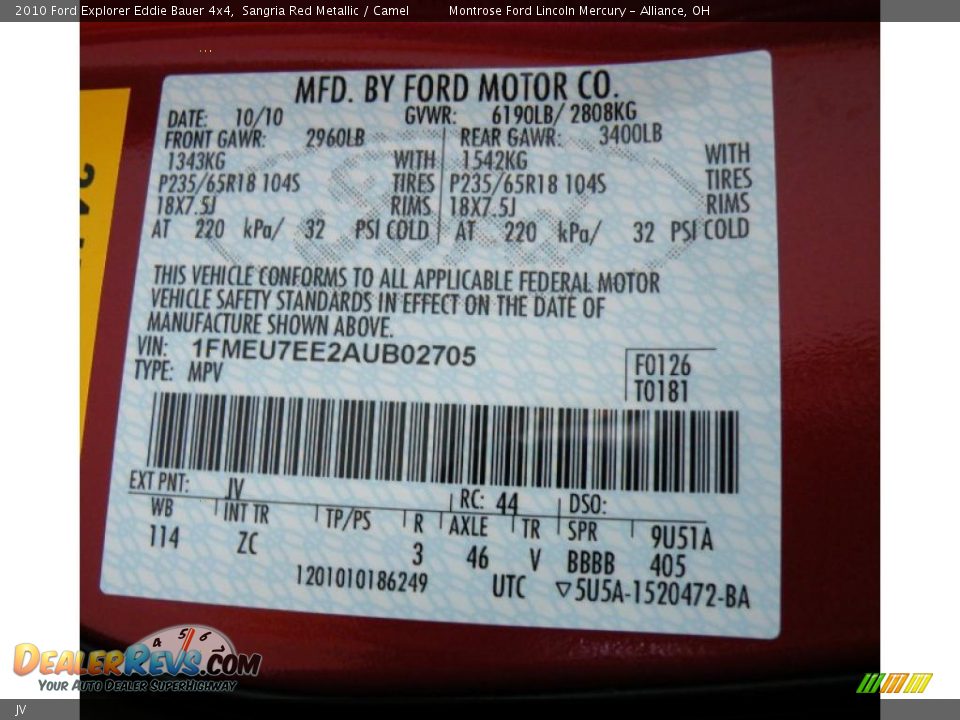 2010 Ford Explorer Eddie Bauer 4x4, Sangria Red Metallic / Camel Montrose Ford Lincoln Mercury - Alliance, OH
MFD. BY FORD MOTOR CO.
DATE: 10/10 GVWR: 6190LB/ 2808KG
FRONT GAWR: 2960LB REAR GAWR: 3400LB
1343KG WITH 1542KG WITH
P235/65R18 104S TIRES P235/65R18 104S TIRES
18X7.5J RIMS 18X7.5J RIMS
AT 220 kPa/ 32 PSI COLD AT 220 kPa/ 32 PSI COLD
THIS VEHICLE CONFORMS TO ALL APPLICABLE FEDERAL MOTOR
VEHICLE SAFETY STANDARDS IN EFFECT ON THE DATE OF
MANUFACTURE SHOWN ABOVE.
VIN: 1FMEU7EE2AUB02705
TYPE: MPV
F0126
T0181
EXT PNT: JV RC: 44 DSO:
WB INT TR TP/PS R AXLE TR SPR 9U51A
114 ZC 3 46 V BBBB 405
1201010186249 UTC ▽5U5A-1520472-BA
4 5 6
DEALERREVS.COM
YOUR AUTO DEALER SUPERHIGHWAY
JV